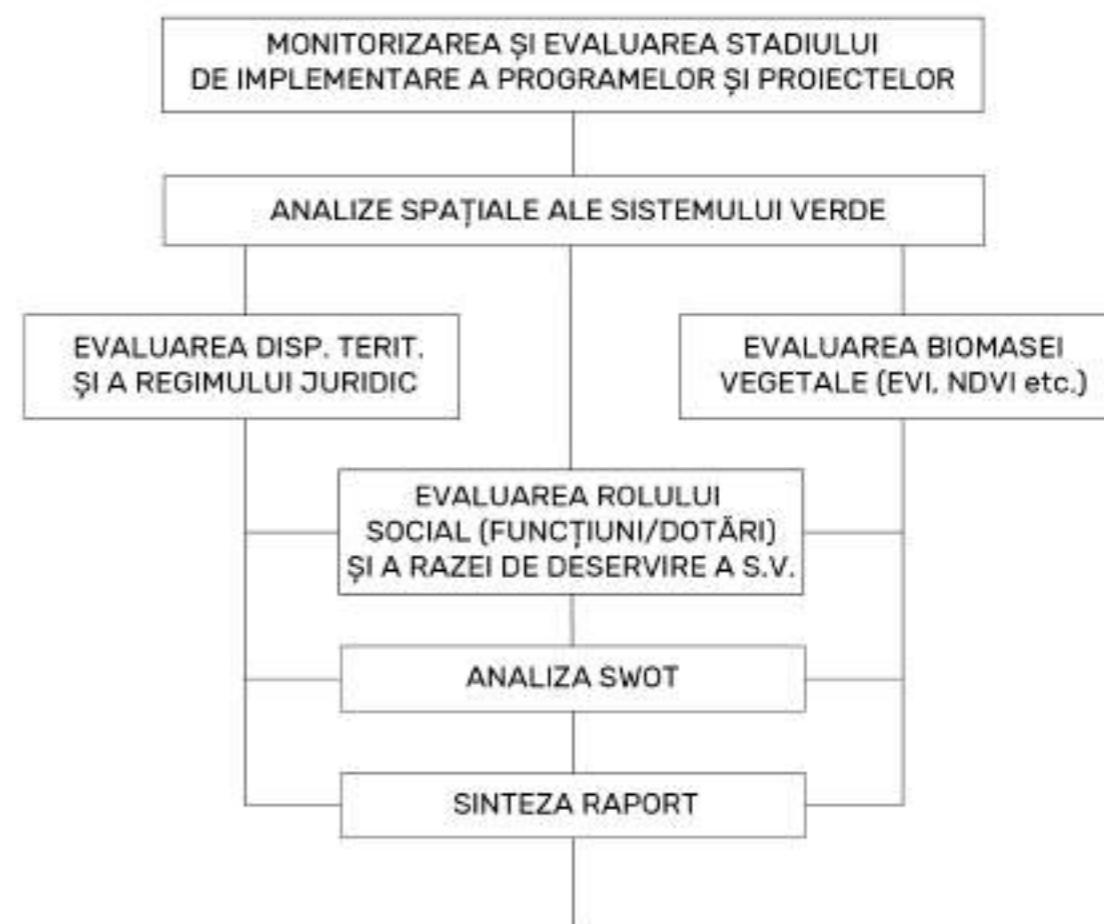 MONITORIZAREA ȘI EVALUAREA STADIULUI
DE IMPLEMENTARE A PROGRAMELOR ȘI PROIECTELOR
ANALIZE SPAȚIALE ALE SISTEMULUI VERDE
EVALUAREA DISP. TERIT.
ȘI A REGIMULUI JURIDIC
EVALUAREA BIOMASEI
VEGETALE (EVI, NDVI etc.)
EVALUAREA ROLULUI
SOCIAL (FUNCȚIUNI/DOTĂRI)
ȘI A RAZEI DE DESERVIRE A S.V.
ANALIZA SWOT
SINTEZA RAPORT